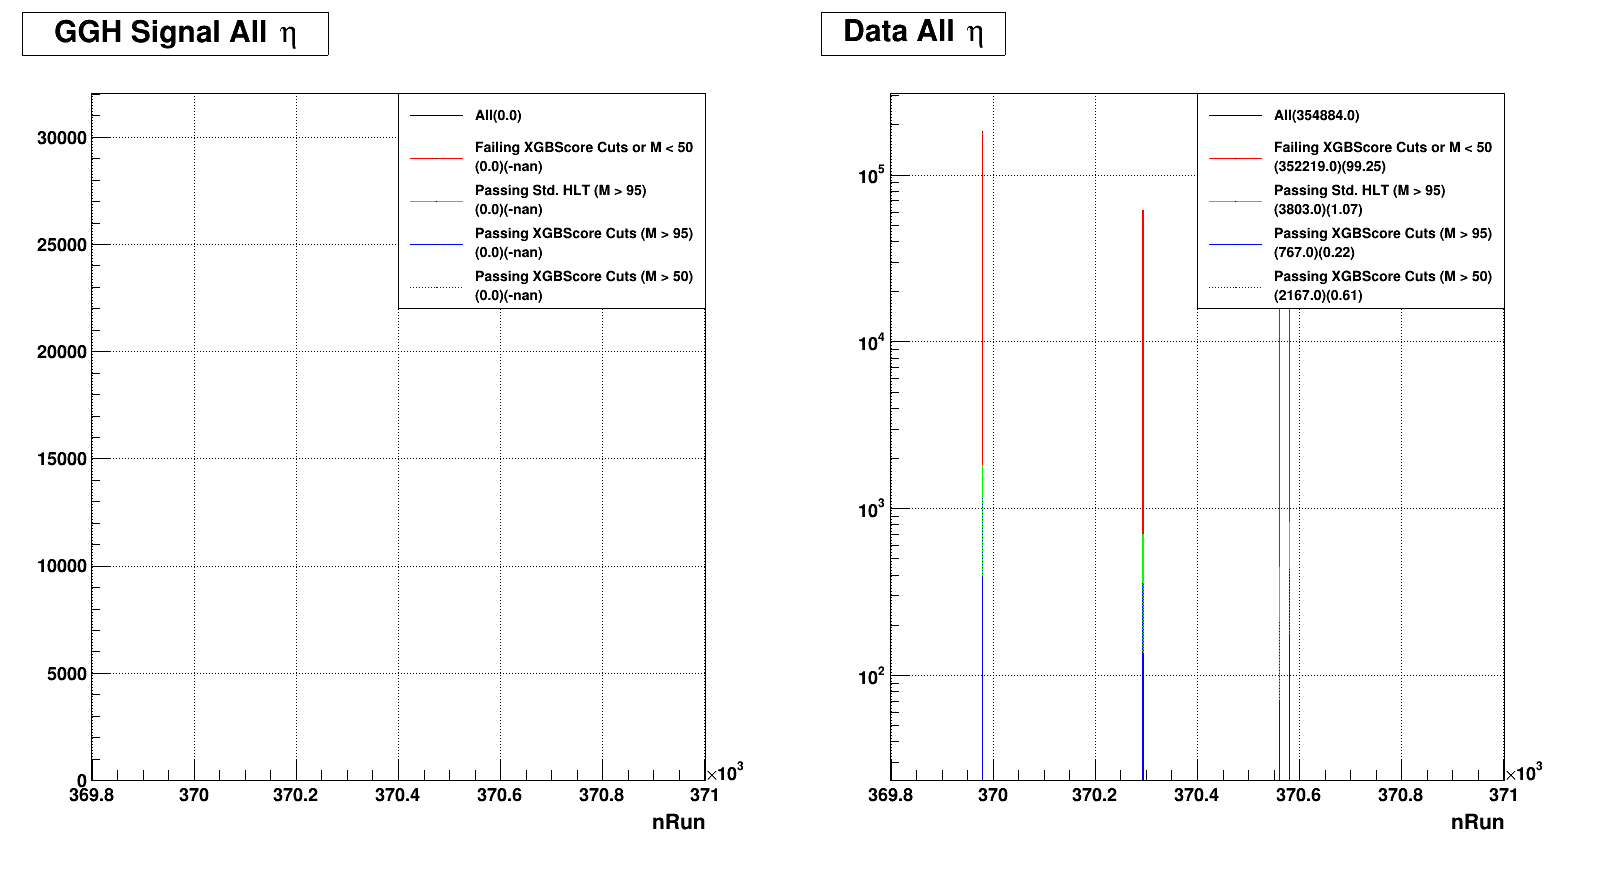 GGH Signal All η
30000
25000
20000
15000
10000
5000
0
369.8 370 370.2 370.4 370.6 370.8 371
×10³
nRun
All(0.0)
Failing XGBScore Cuts or M < 50
(0.0)(-nan)
Passing Std. HLT (M > 95)
(0.0)(-nan)
Passing XGBScore Cuts (M > 95)
(0.0)(-nan)
Passing XGBScore Cuts (M > 50)
(0.0)(-nan)
Data All η
10⁵
10⁴
10³
10²
369.8 370 370.2 370.4 370.6 370.8 371
×10³
nRun
All(354884.0)
Failing XGBScore Cuts or M < 50
(352219.0)(99.25)
Passing Std. HLT (M > 95)
(3803.0)(1.07)
Passing XGBScore Cuts (M > 95)
(767.0)(0.22)
Passing XGBScore Cuts (M > 50)
(2167.0)(0.61)